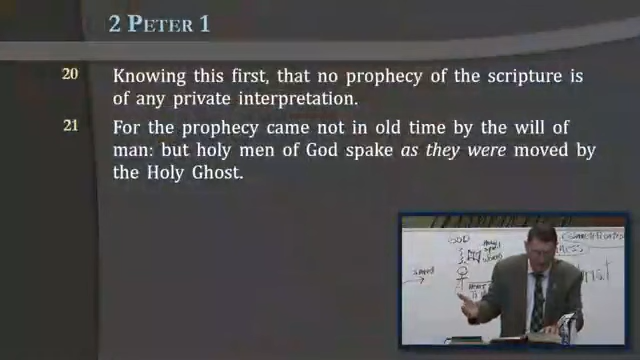 2 PETER 1
20 Knowing this first, that no prophecy of the scripture is
of any private interpretation.
21 For the prophecy came not in old time by the will of
man: but holy men of God spake as they were moved by
the Holy Ghost.
GOD